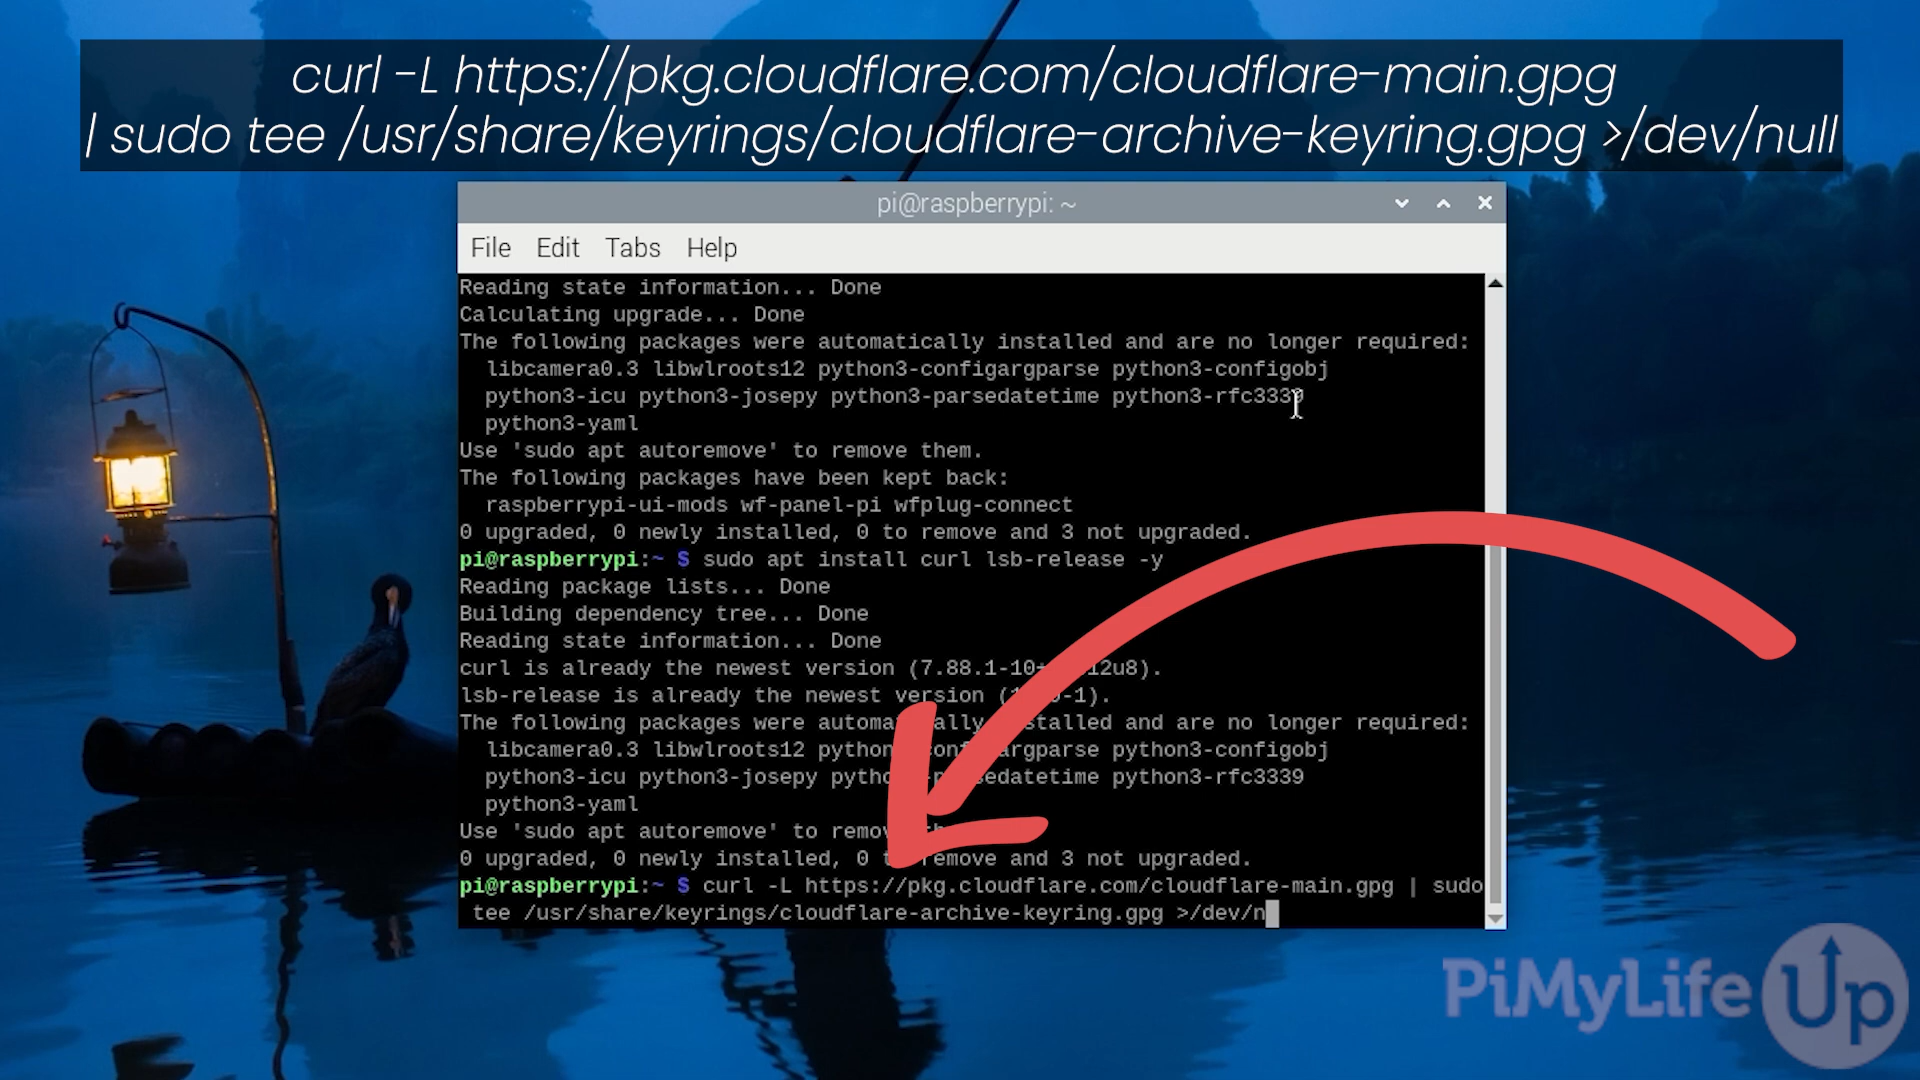 curl -L https://pkg.cloudflare.com/cloudflare-main.gpg
| sudo tee /usr/share/keyrings/cloudflare-archive-keyring.gpg >/dev/null
pi@raspberrypi: ~
File Edit Tabs Help
Reading state information... Done
Calculating upgrade... Done
The following packages were automatically installed and are no longer required:
libcamera0.3 libwlroots12 python3-configargparse python3-configobj
python3-icu python3-josepy python3-parsedatetime python3-rfc3339
python3-yaml
Use 'sudo apt autoremove' to remove them.
The following packages have been kept back:
raspberrypi-ui-mods wf-panel-pi wfplug-connect
0 upgraded, 0 newly installed, 0 to remove and 3 not upgraded.
pi@raspberrypi:~ $ sudo apt install curl lsb-release -y
Reading package lists... Done
Building dependency tree... Done
Reading state information... Done
curl is already the newest version
lsb-release is already the newest version
The following packages were automatically installed and are no longer required:
libcamera0.3 libwlroots12 python3-configargparse python3-configobj
python3-icu python3-josepy python3-parsedatetime python3-rfc3339
python3-yaml
Use 'sudo apt autoremove' to remove
0 upgraded, 0 newly installed, 0 to remove and 3 not upgraded.
pi@raspberrypi:~ $ curl -L https://pkg.cloudflare.com/cloudflare-main.gpg | sudo
tee /usr/share/keyrings/cloudflare-archive-keyring.gpg >/dev/n
PiMyLifeUp